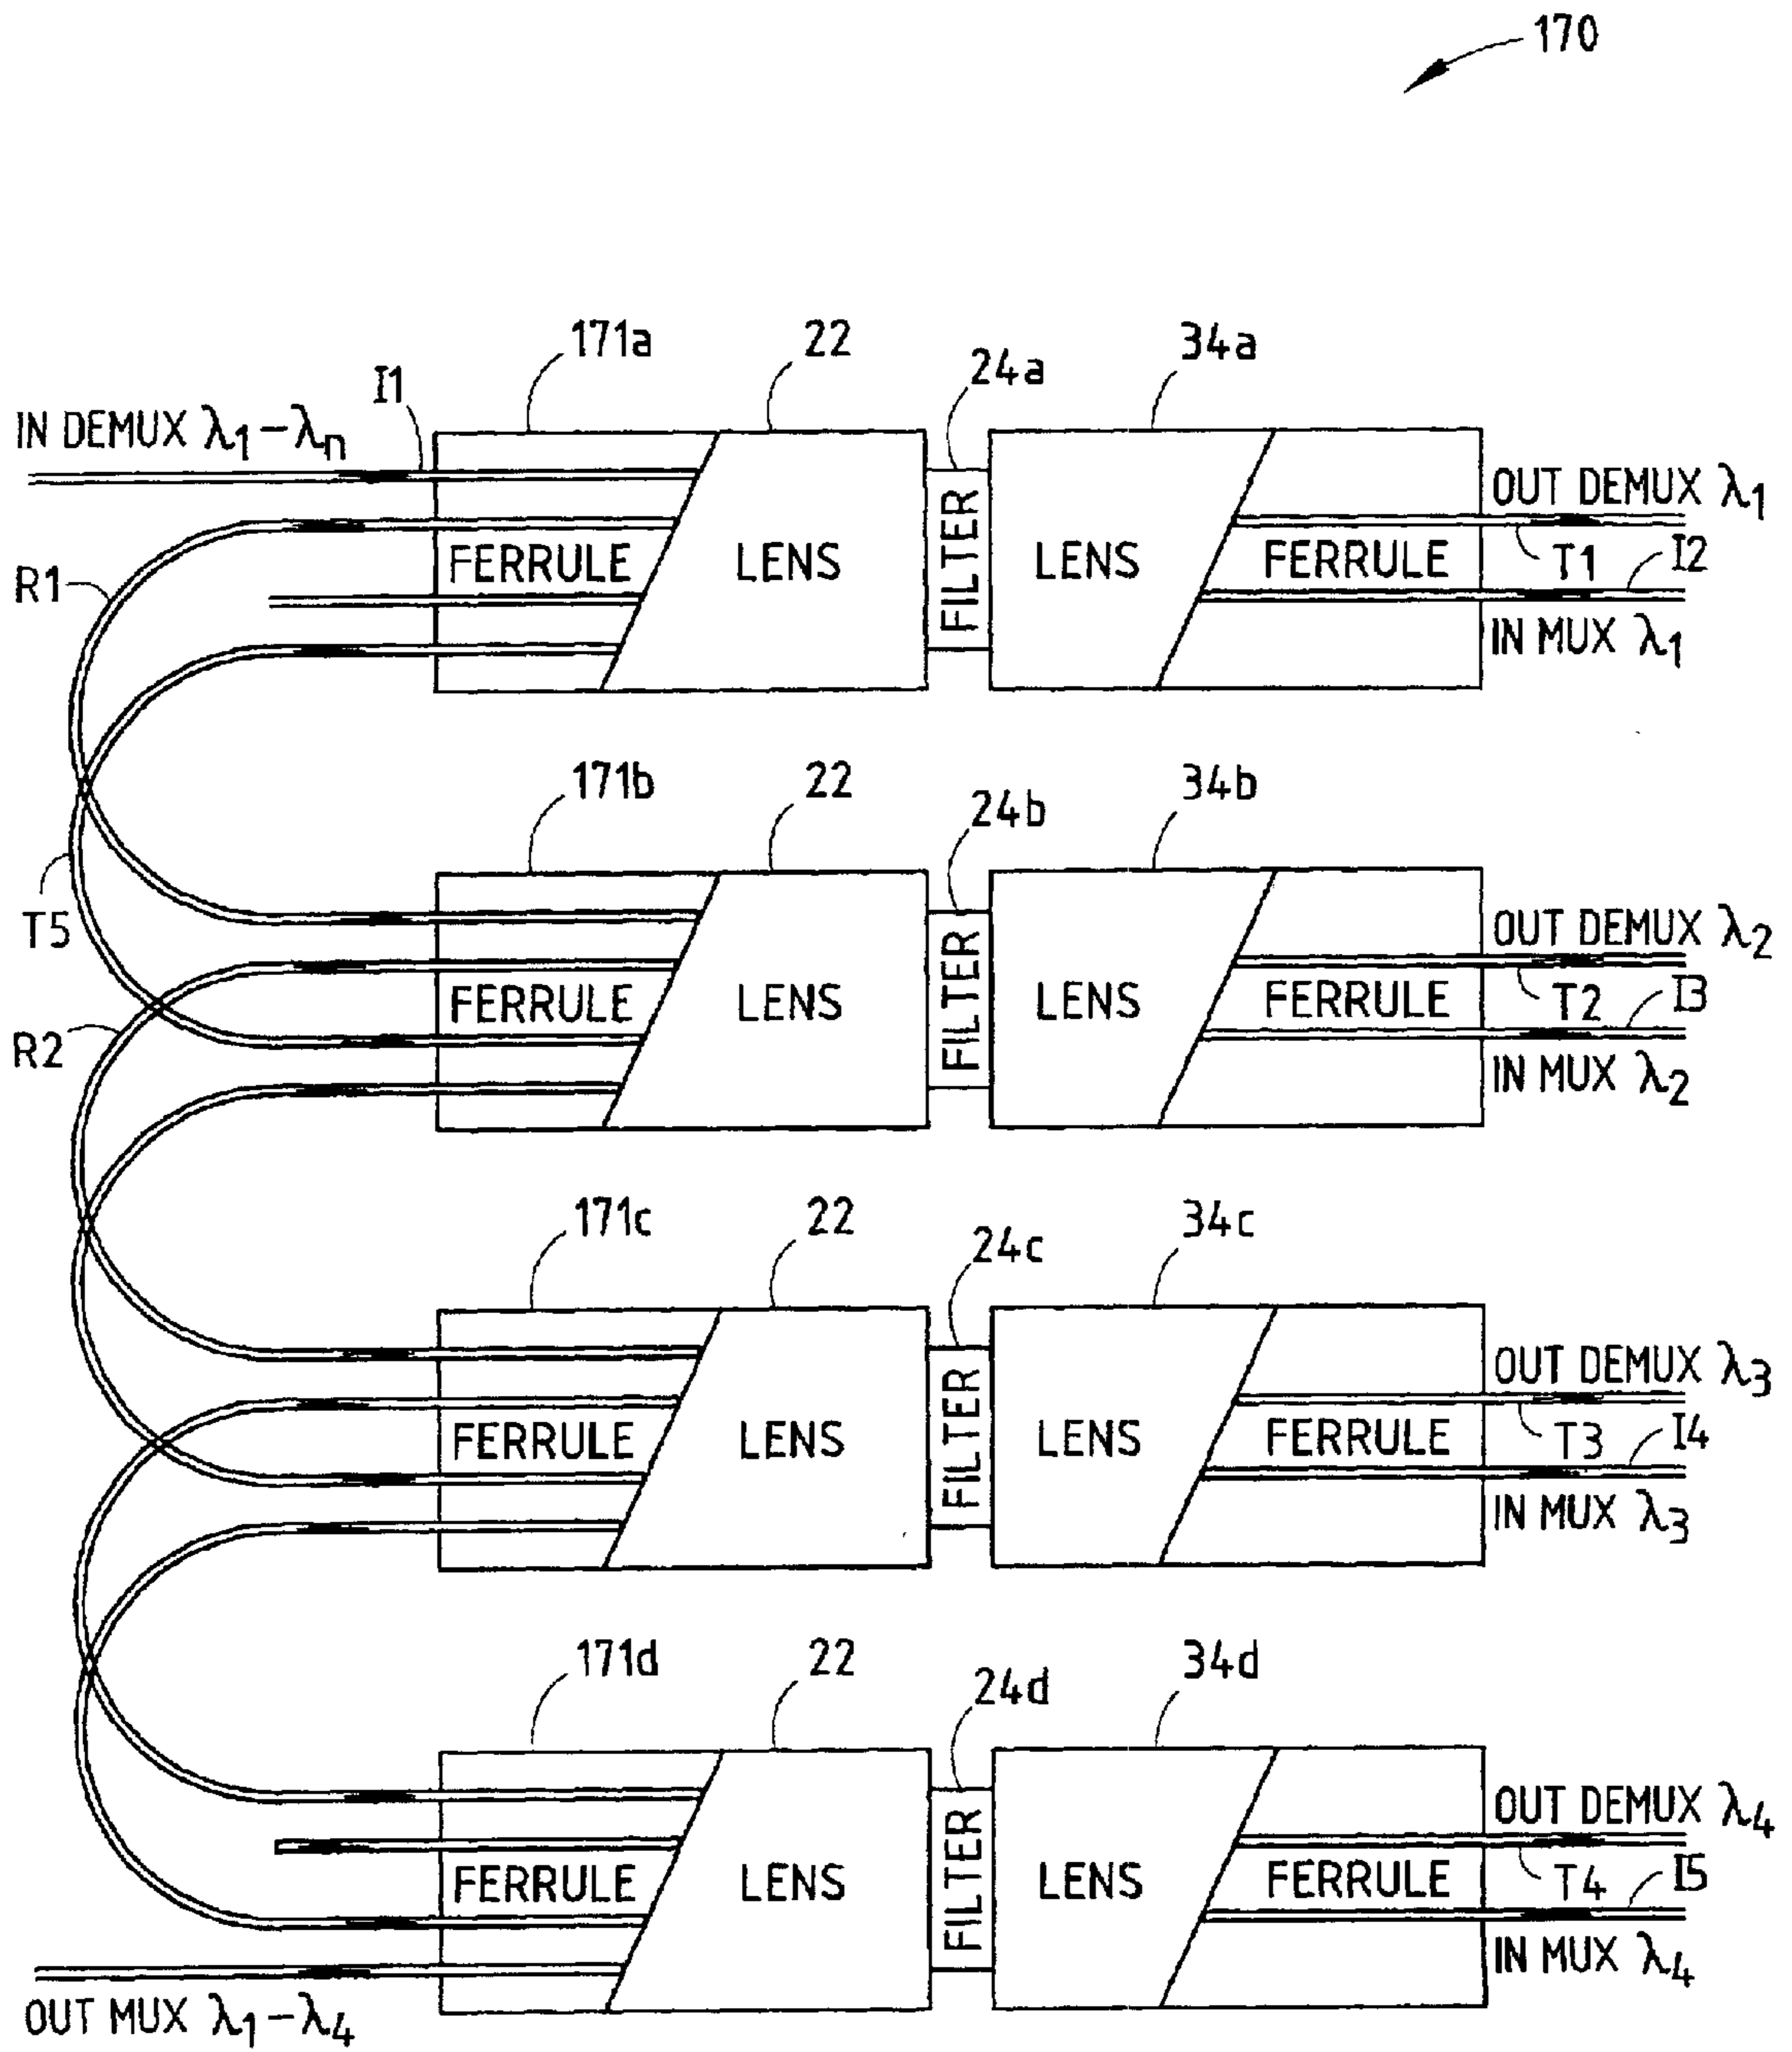 170
171a 22 24a 34a
I1
IN DEMUX λ1–λn
R1
FERRULE LENS FILTER LENS FERRULE
OUT DEMUX λ1
T1 I2
IN MUX λ1
171b 22 24b 34b
T5
R2
FERRULE LENS FILTER LENS FERRULE
OUT DEMUX λ2
T2 I3
IN MUX λ2
171c 22 24c 34c
FERRULE LENS FILTER LENS FERRULE
OUT DEMUX λ3
T3 I4
IN MUX λ3
171d 22 24d 34d
FERRULE LENS FILTER LENS FERRULE
OUT DEMUX λ4
T4 I5
IN MUX λ4
OUT MUX λ1–λ4